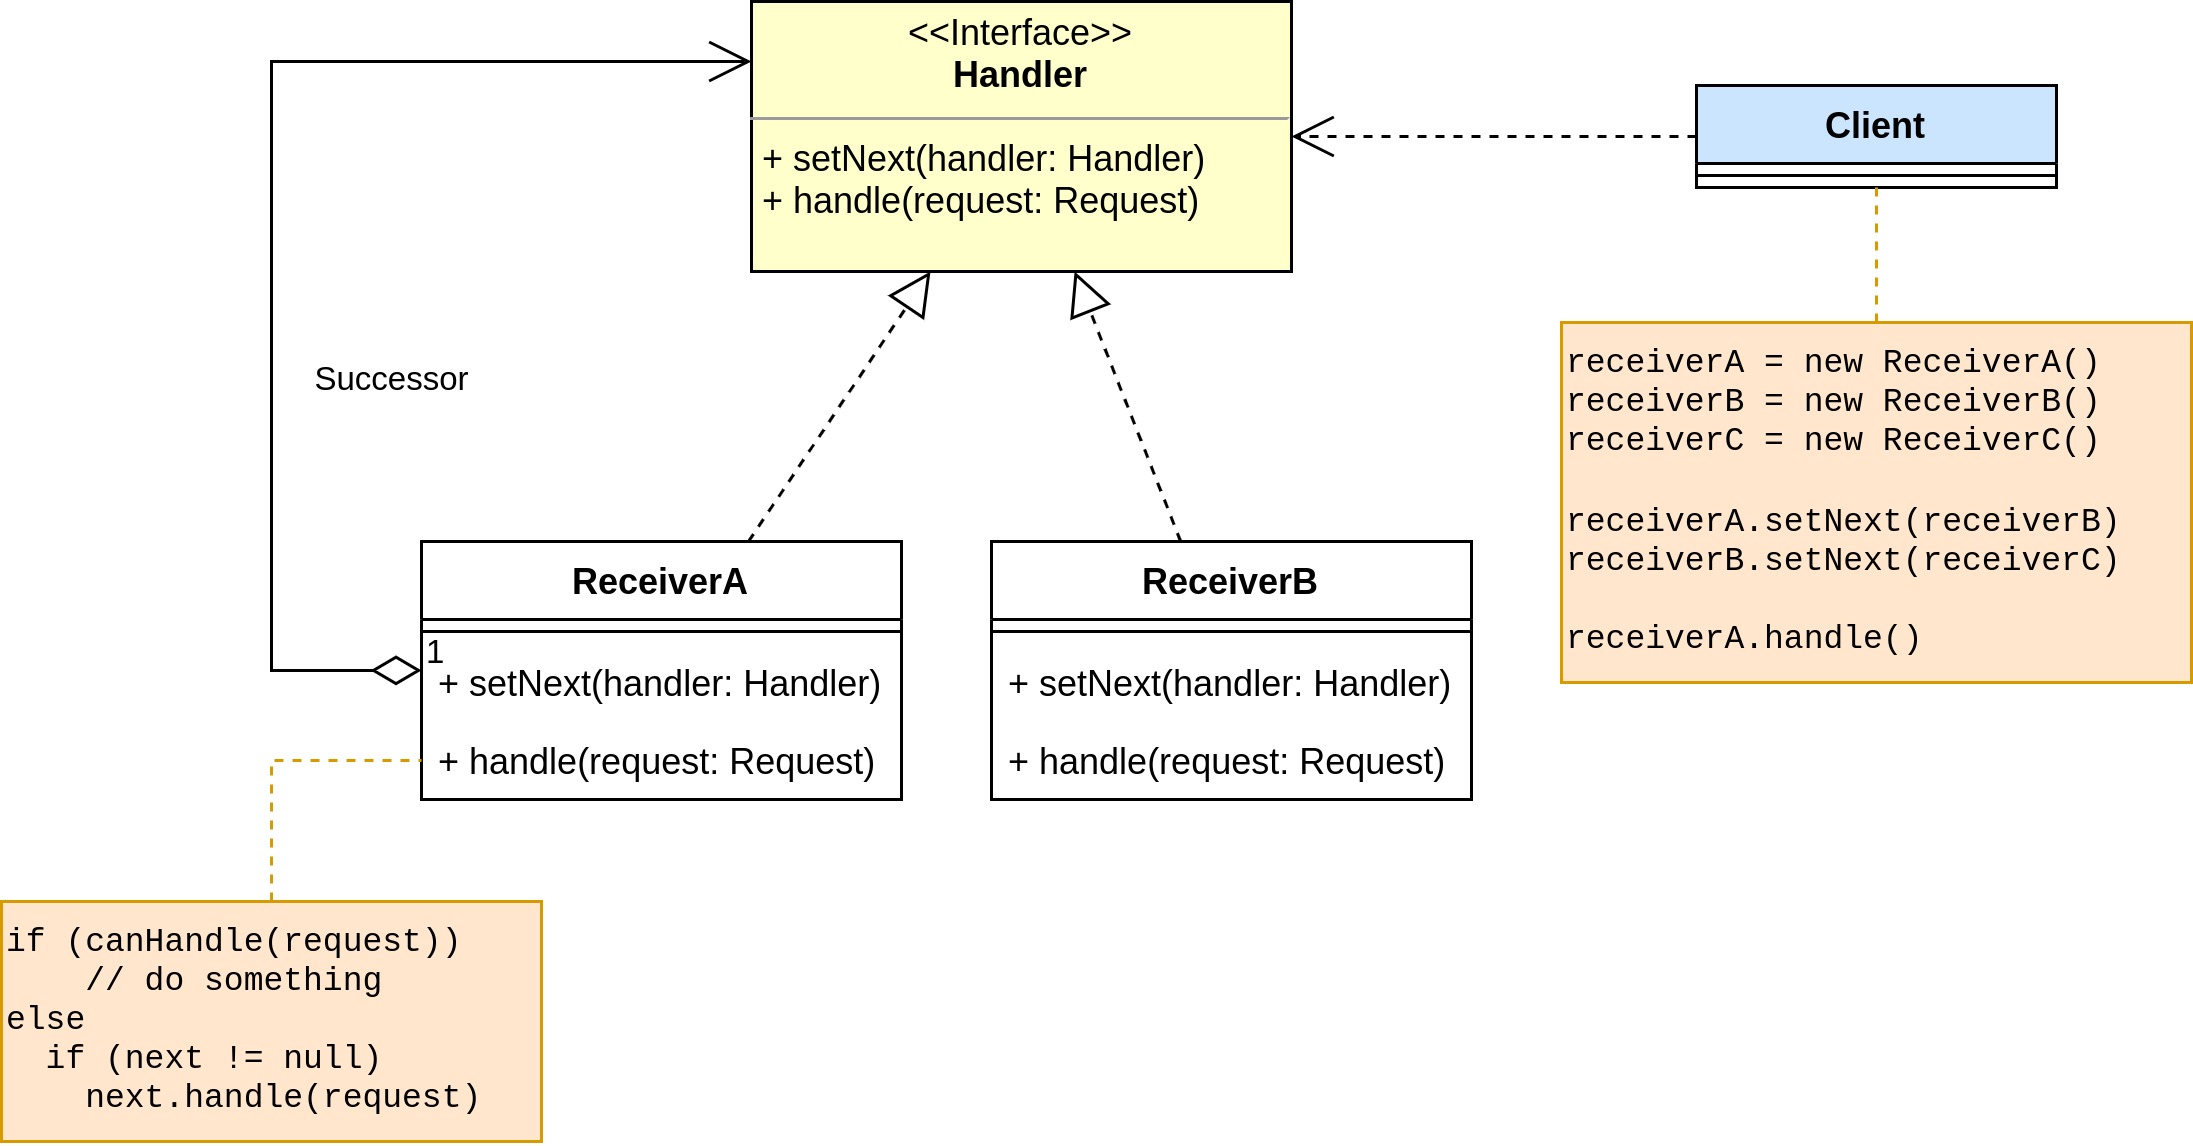 <<Interface>>
Handler
+ setNext(handler: Handler)
+ handle(request: Request)
Client
Successor
receiverA = new ReceiverA()
receiverB = new ReceiverB()
receiverC = new ReceiverC()
receiverA.setNext(receiverB)
receiverB.setNext(receiverC)
receiverA.handle()
ReceiverA
1
+ setNext(handler: Handler)
+ handle(request: Request)
ReceiverB
+ setNext(handler: Handler)
+ handle(request: Request)
if (canHandle(request))
    // do something
else
  if (next != null)
    next.handle(request)